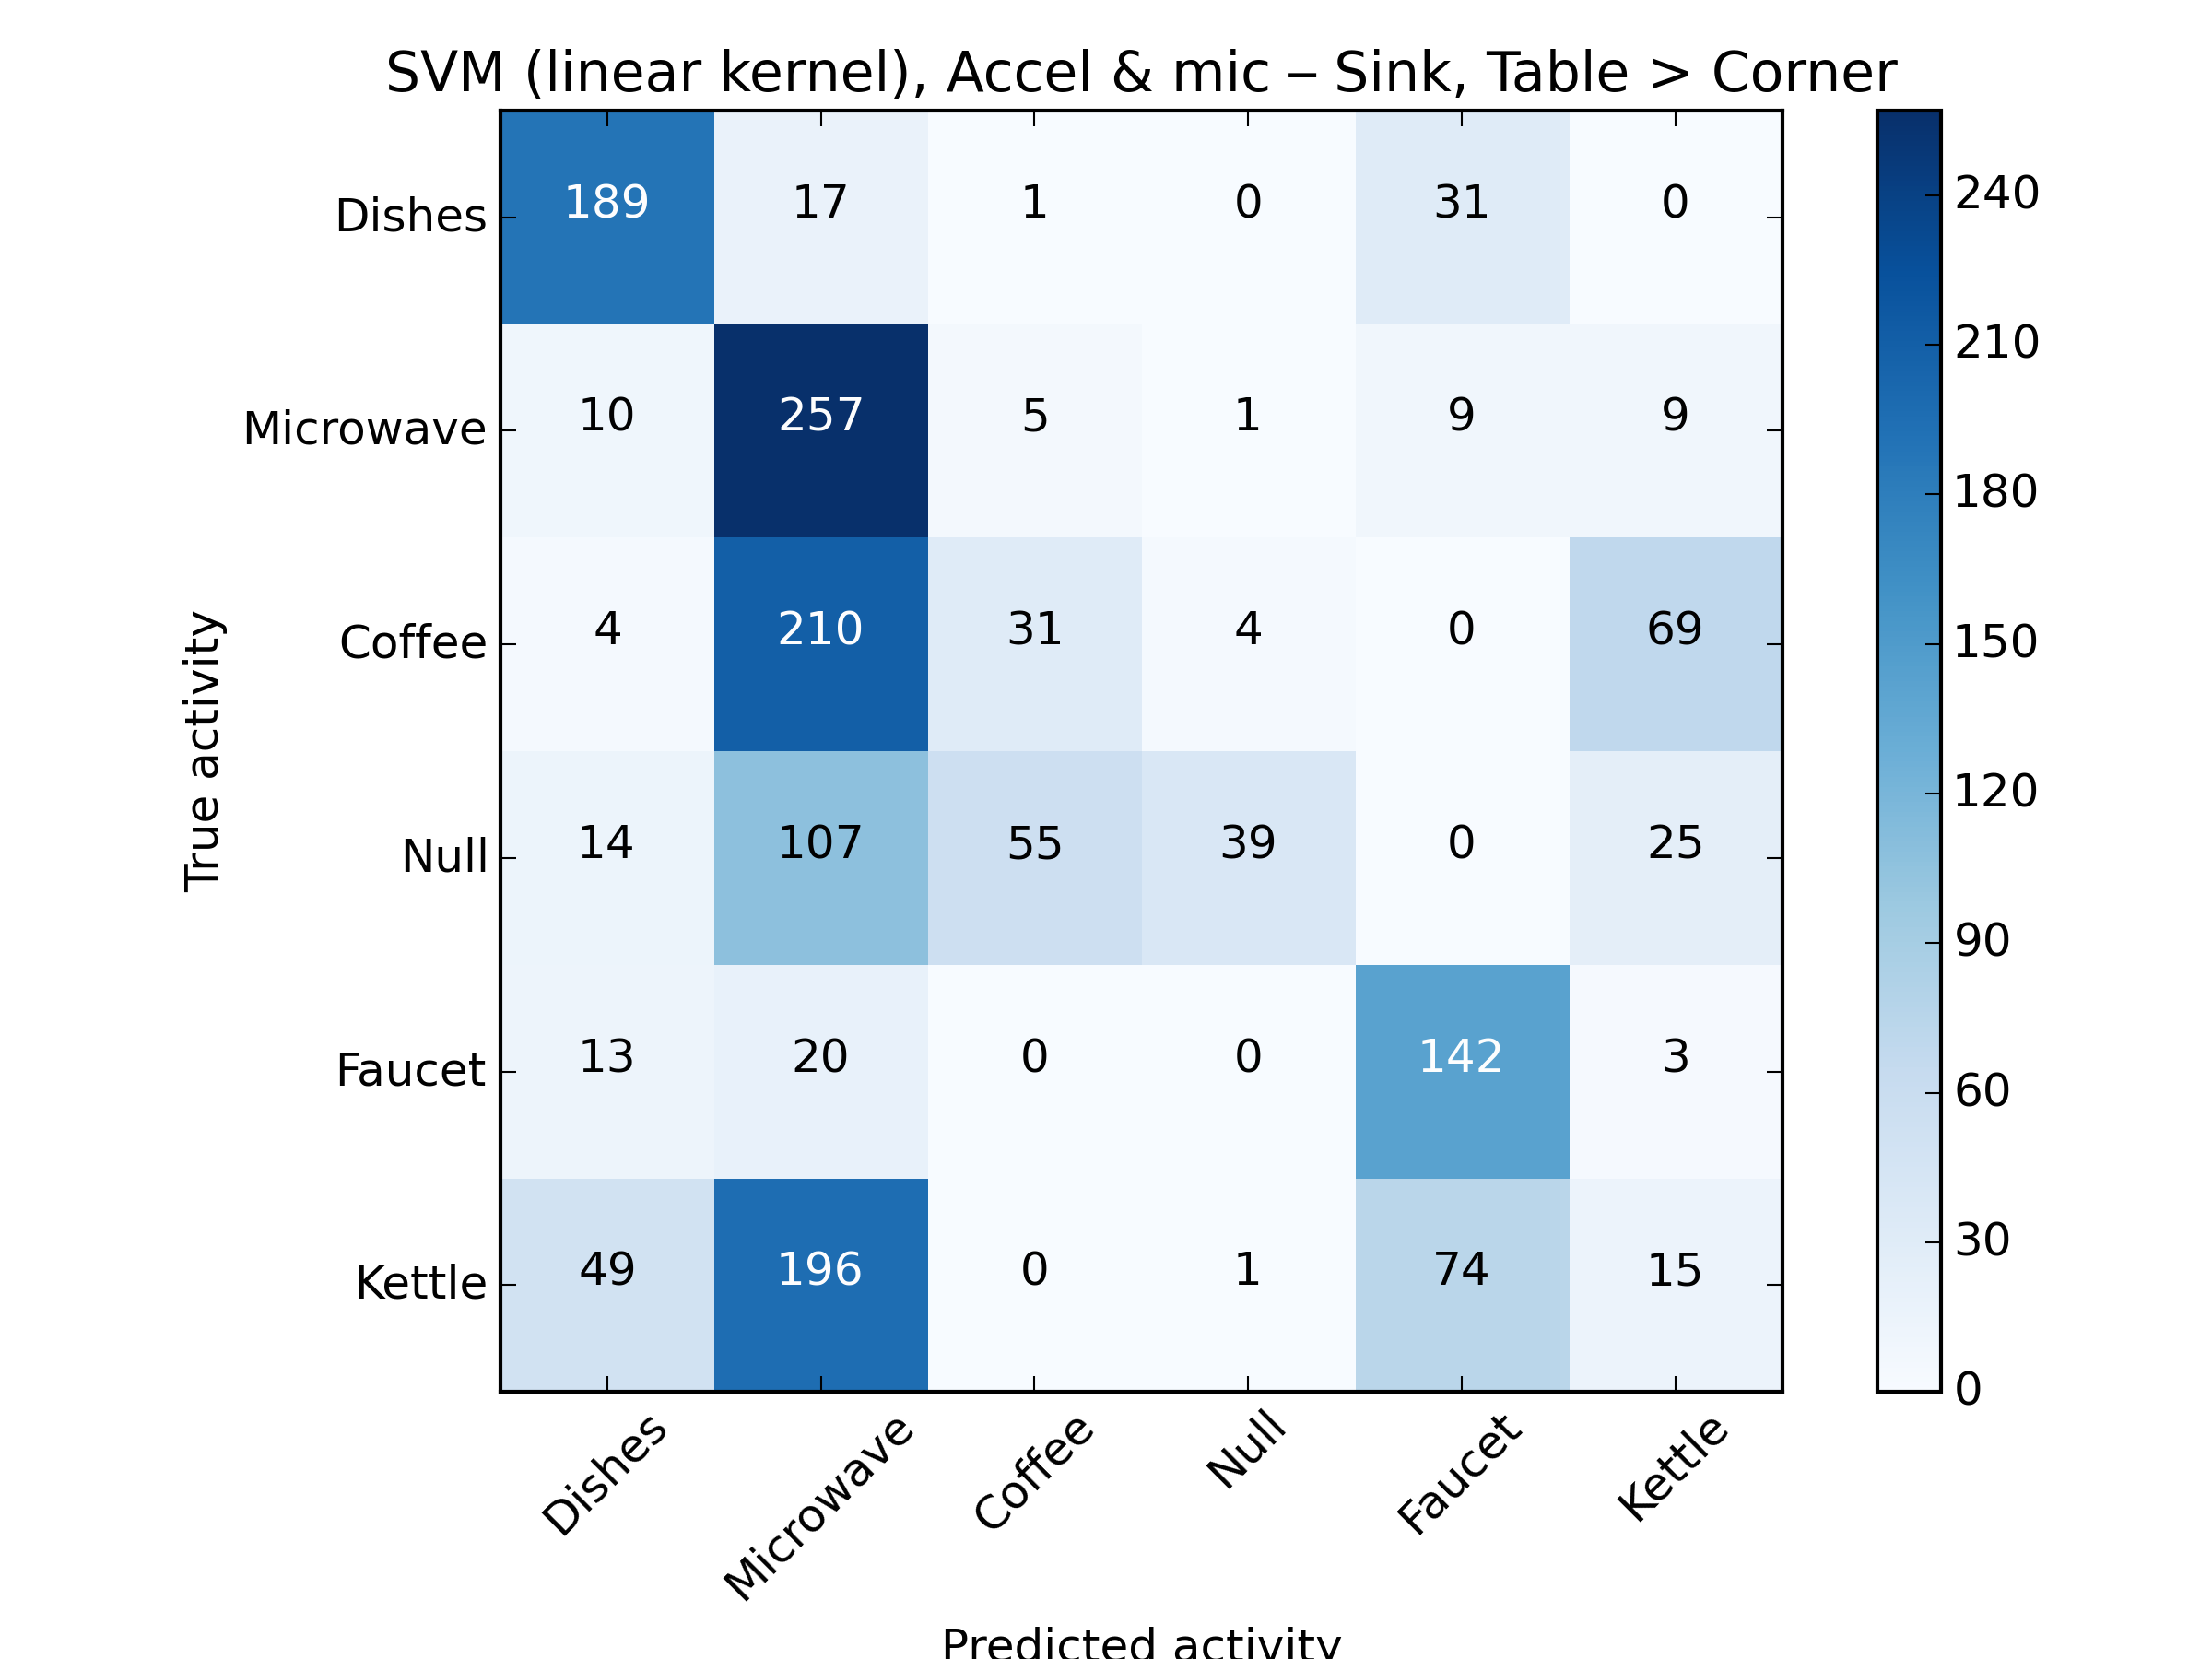 SVM (linear kernel), Accel & mic – Sink, Table > Corner
Dishes 189 17 1 0 31 0
Microwave 10 257 5 1 9 9
Coffee 4 210 31 4 0 69
Null 14 107 55 39 0 25
Faucet 13 20 0 0 142 3
Kettle 49 196 0 1 74 15
True activity
Dishes Microwave Coffee Null Faucet Kettle
Predicted activity
240
210
180
150
120
90
60
30
0